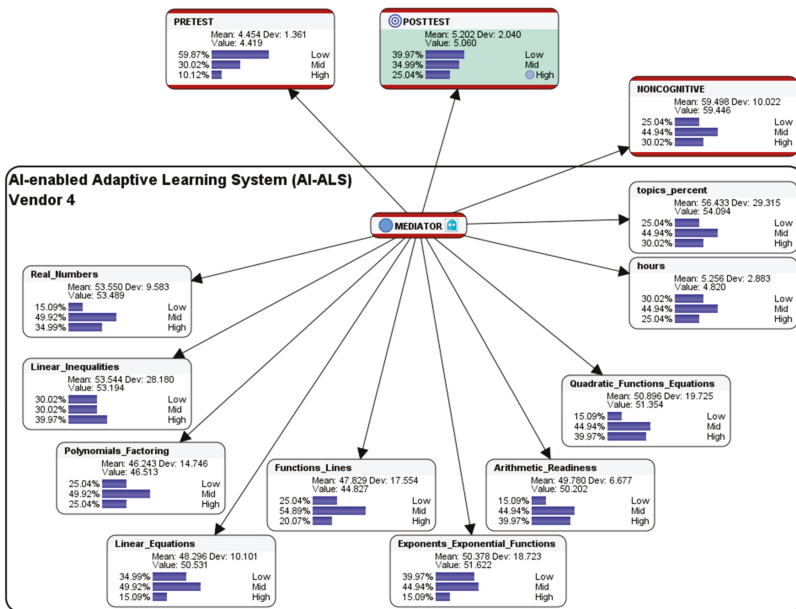 PRETEST
Mean: 4.454 Dev: 1.361
Value: 4.419
59.87% Low
30.02% Mid
10.12% High
POSTTEST
Mean: 5.202 Dev: 2.040
Value: 5.060
39.97% Low
34.99% Mid
25.04% High
NONCOGNITIVE
Mean: 59.498 Dev: 10.022
Value: 59.446
25.04% Low
44.94% Mid
30.02% High
AI-enabled Adaptive Learning System (AI-ALS)
Vendor 4
MEDIATOR
topics_percent
Mean: 56.433 Dev: 29.315
Value: 54.094
25.04% Low
44.94% Mid
30.02% High
hours
Mean: 5.256 Dev: 2.883
Value: 4.820
30.02% Low
44.94% Mid
25.04% High
Real_Numbers
Mean: 53.550 Dev: 9.583
Value: 53.489
15.09% Low
49.92% Mid
34.99% High
Linear_Inequalities
Mean: 53.544 Dev: 28.180
Value: 53.194
30.02% Low
30.02% Mid
39.97% High
Quadratic_Functions_Equations
Mean: 50.896 Dev: 19.725
Value: 51.354
15.09% Low
44.94% Mid
39.97% High
Polynomials_Factoring
Mean: 46.243 Dev: 14.746
Value: 46.513
25.04% Low
49.92% Mid
25.04% High
Functions_Lines
Mean: 47.829 Dev: 17.554
Value: 44.827
25.04% Low
54.89% Mid
20.07% High
Arithmetic_Readiness
Mean: 49.780 Dev: 6.677
Value: 50.202
15.09% Low
44.94% Mid
39.97% High
Linear_Equations
Mean: 48.296 Dev: 10.101
Value: 50.531
34.99% Low
49.92% Mid
15.09% High
Exponents_Exponential_Functions
Mean: 50.378 Dev: 18.723
Value: 51.622
39.97% Low
44.94% Mid
15.09% High